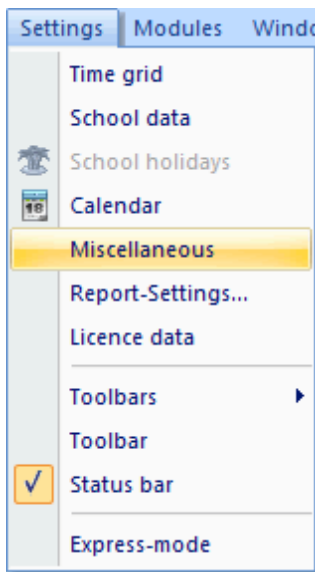 Settings Modules
Time grid
School data
School holidays
18 Calendar
Miscellaneous
Report-Settings...
Licence data
Toolbars
Toolbar
Status bar
Express-mode